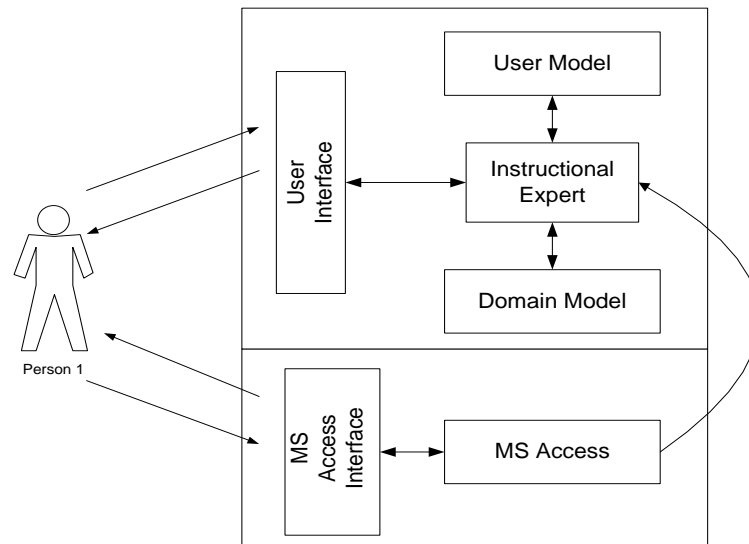 User Model
User
Interface
Instructional
Expert
Domain Model
Person 1
MS
Access
Interface
MS Access